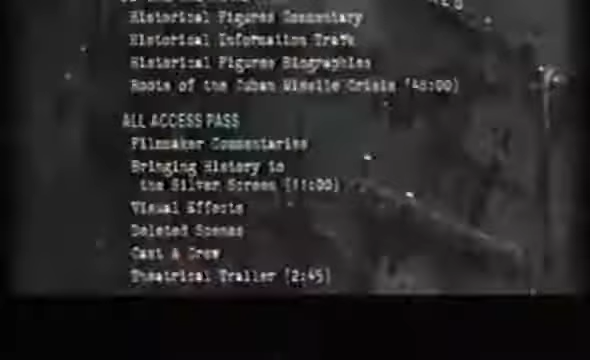 Historical Figures Commentary
Historical Information Track
Historical Figures Biographies
Roots of the Cuban Missile Crisis (48:00)
ALL ACCESS PASS
Filmmaker Commentaries
Bringing History to
the Silver Screen (11:00)
Visual Effects
Deleted Scenes
Cast & Crew
Theatrical Trailer (2:45)